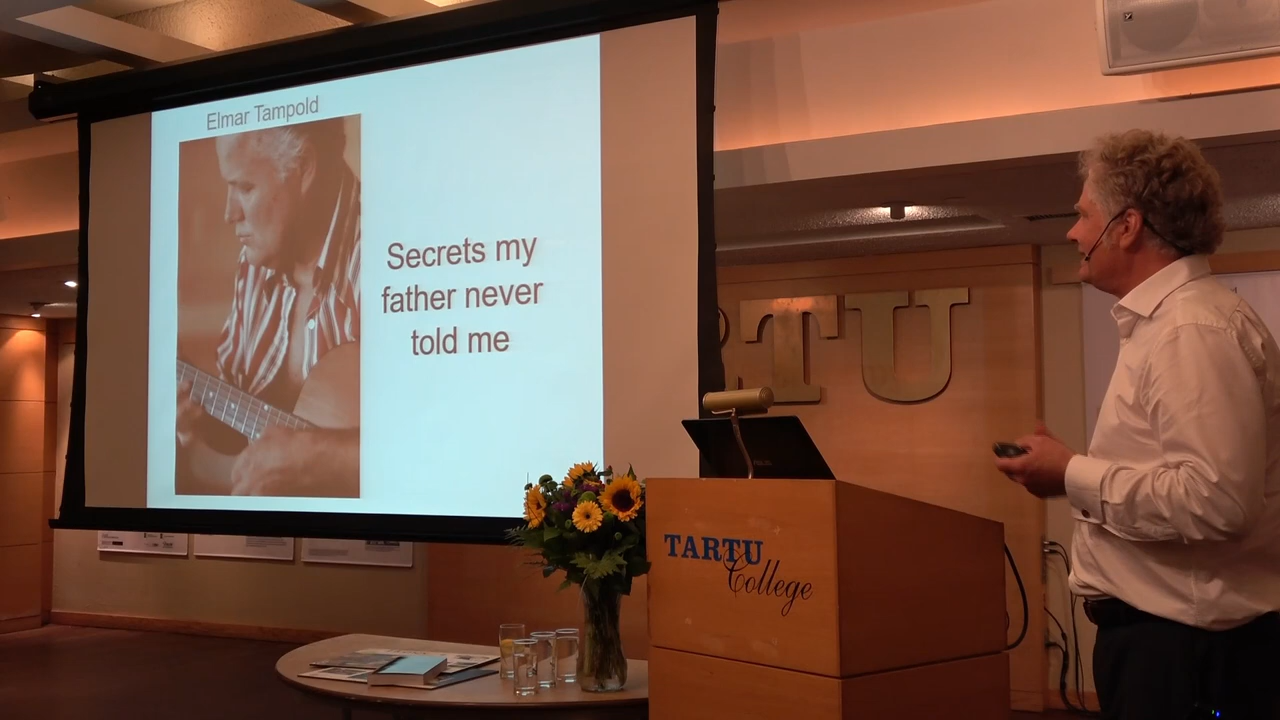 Elmar Tampold
Secrets my
father never
told me
TU
TARTU
College